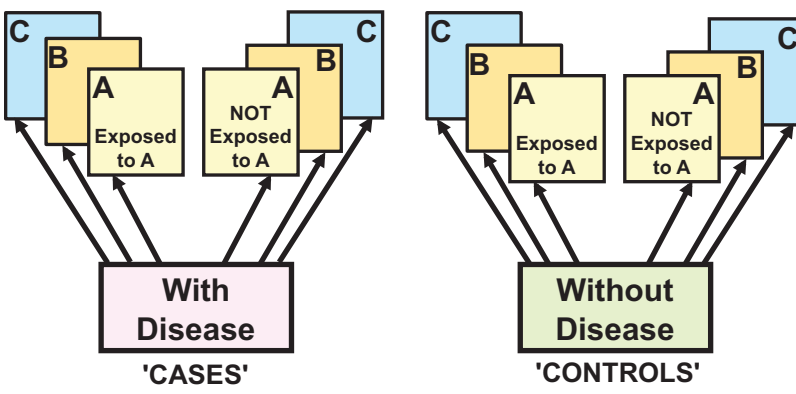 C
B
A
Exposed
to A
C
B
A
NOT
Exposed
to A
With
Disease
'CASES'
C
B
A
Exposed
to A
C
B
A
NOT
Exposed
to A
Without
Disease
'CONTROLS'